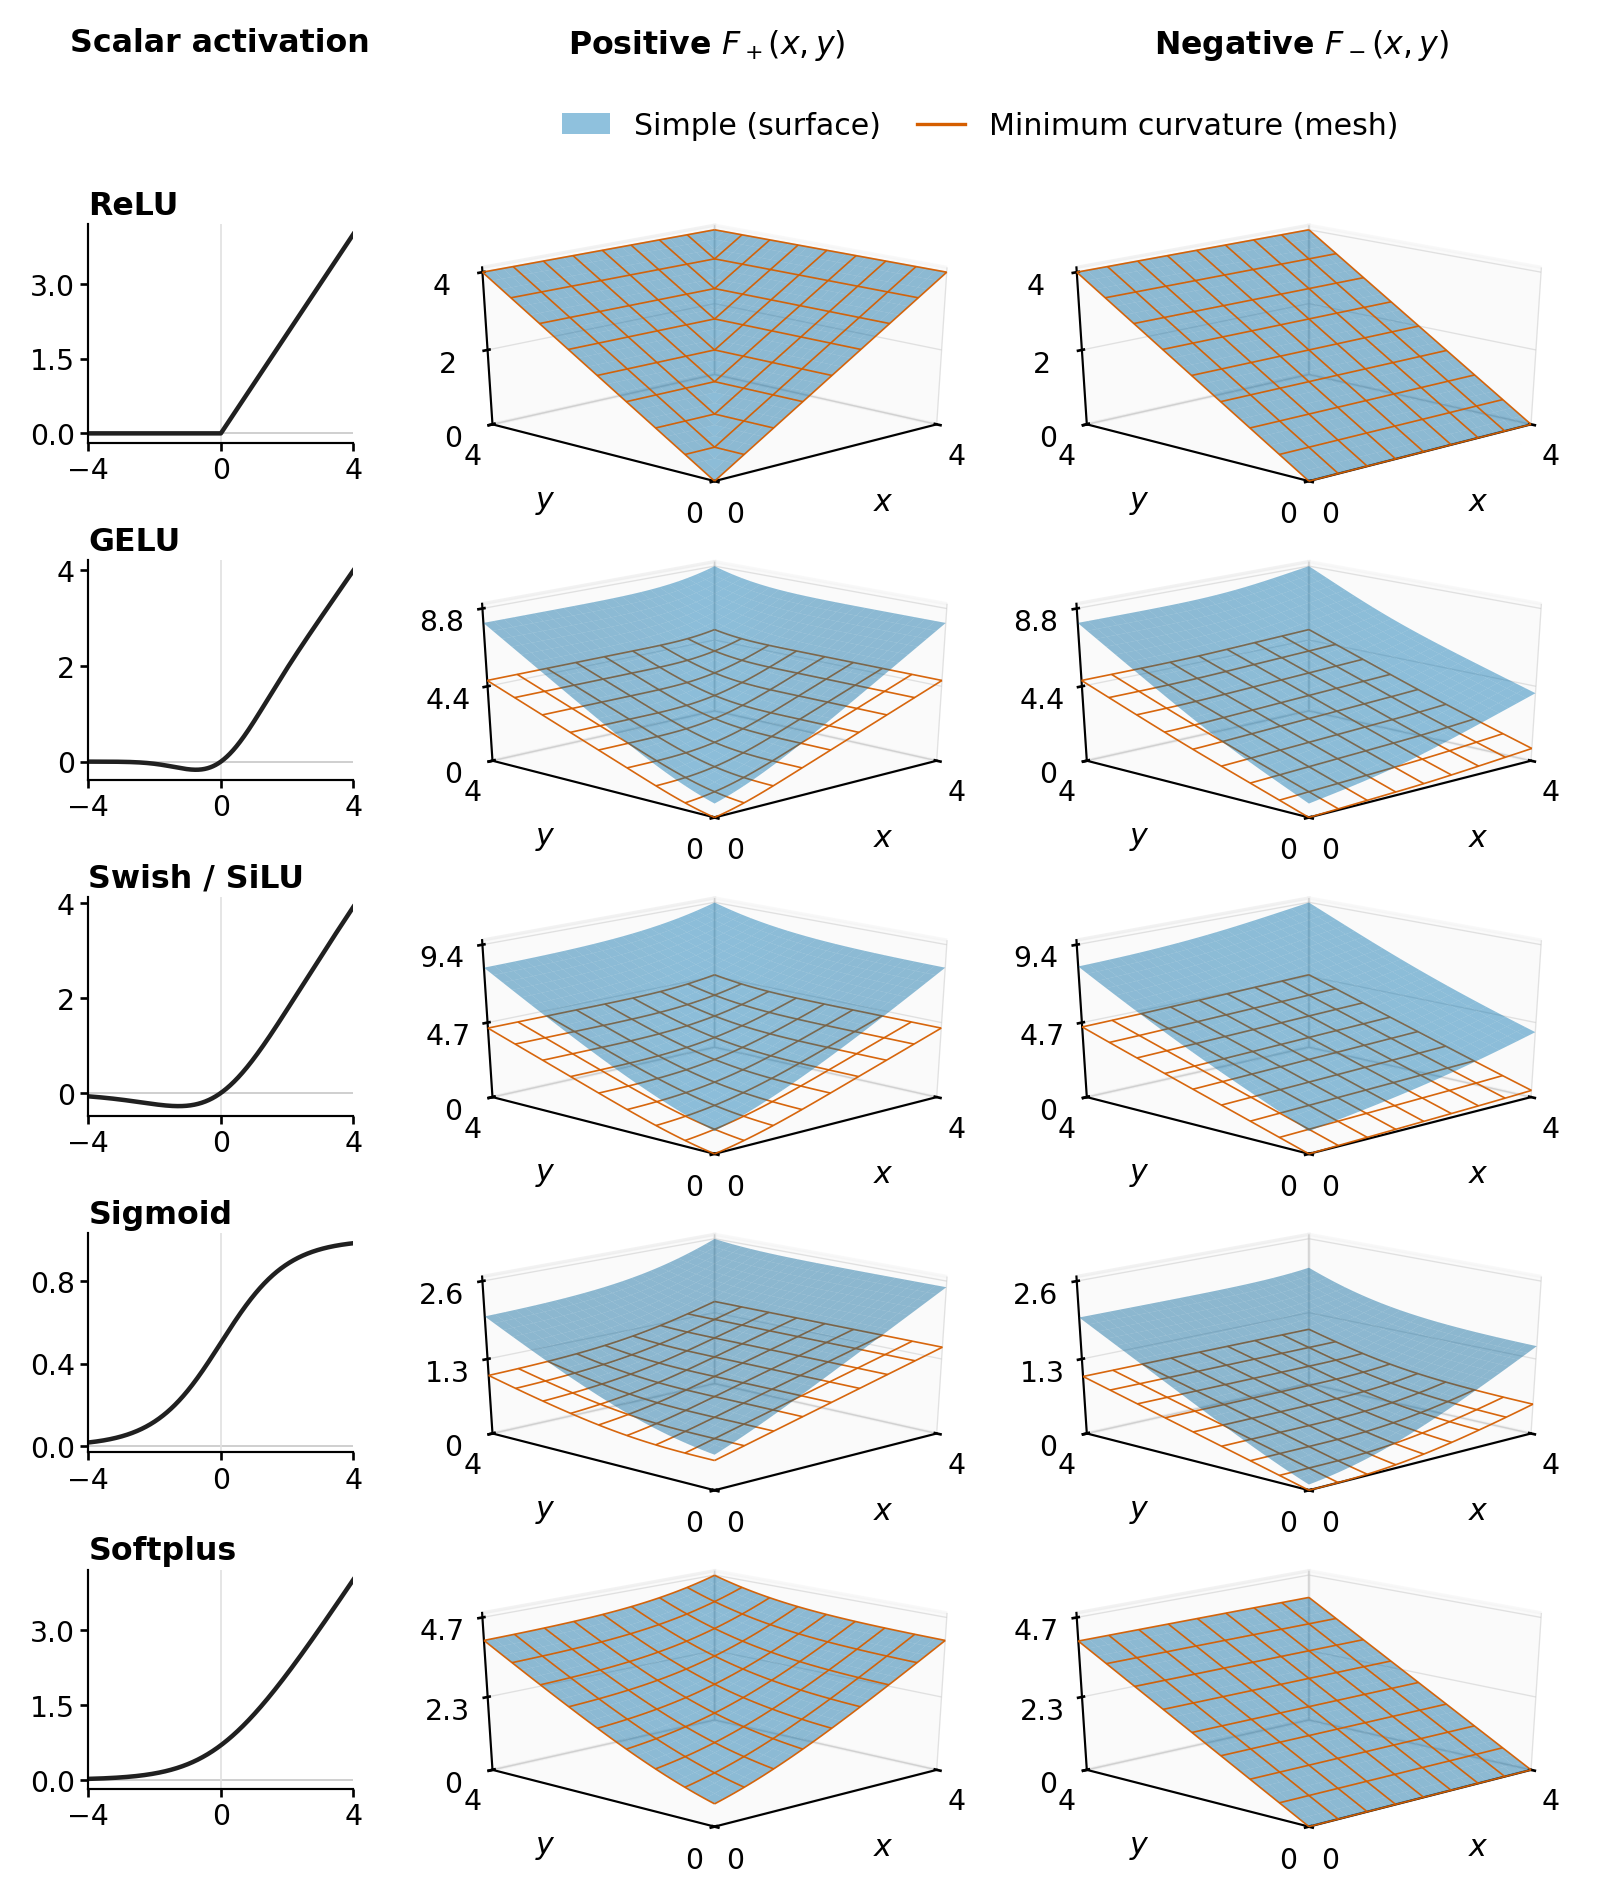 Scalar activation
Positive F₊(x, y)
Negative F₋(x, y)
Simple (surface)
Minimum curvature (mesh)
ReLU
3.0
1.5
0.0
−4 0 4
4
2
0
4
y
0 0
x
4
4
2
0
4
y
0 0
x
4
GELU
4
2
0
−4 0 4
8.8
4.4
0
4
y
0 0
x
4
8.8
4.4
0
4
y
0 0
x
4
Swish / SiLU
4
2
0
−4 0 4
9.4
4.7
0
4
y
0 0
x
4
9.4
4.7
0
4
y
0 0
x
4
Sigmoid
0.8
0.4
0.0
−4 0 4
2.6
1.3
0
4
y
0 0
x
4
2.6
1.3
0
4
y
0 0
x
4
Softplus
3.0
1.5
0.0
−4 0 4
4.7
2.3
0
4
y
0 0
x
4
4.7
2.3
0
4
y
0 0
x
4